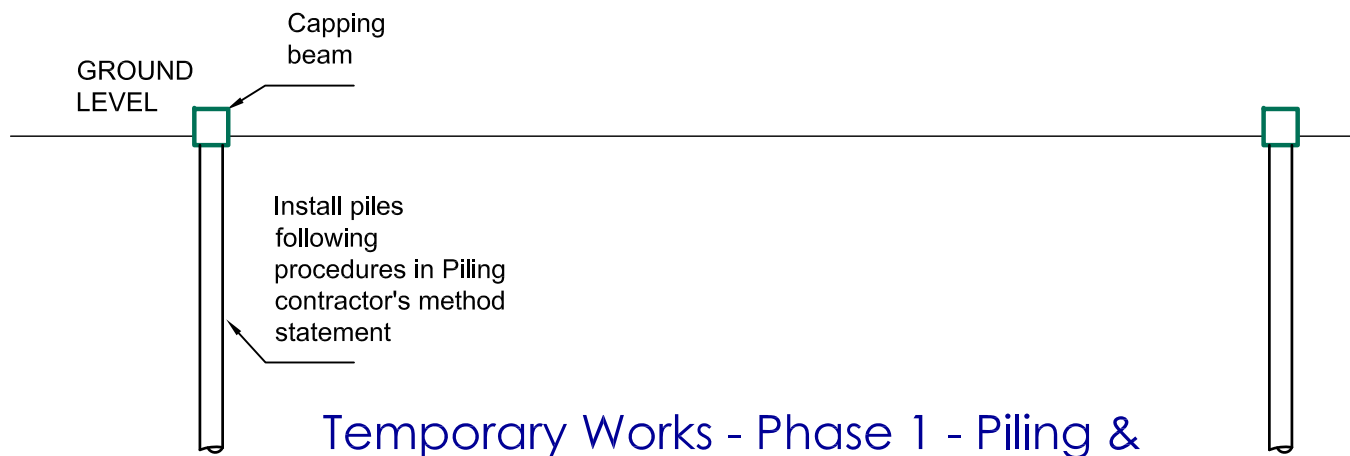 Capping
beam
GROUND
LEVEL
Install piles
following
procedures in Piling
contractor's method
statement
Temporary Works - Phase 1 - Piling &